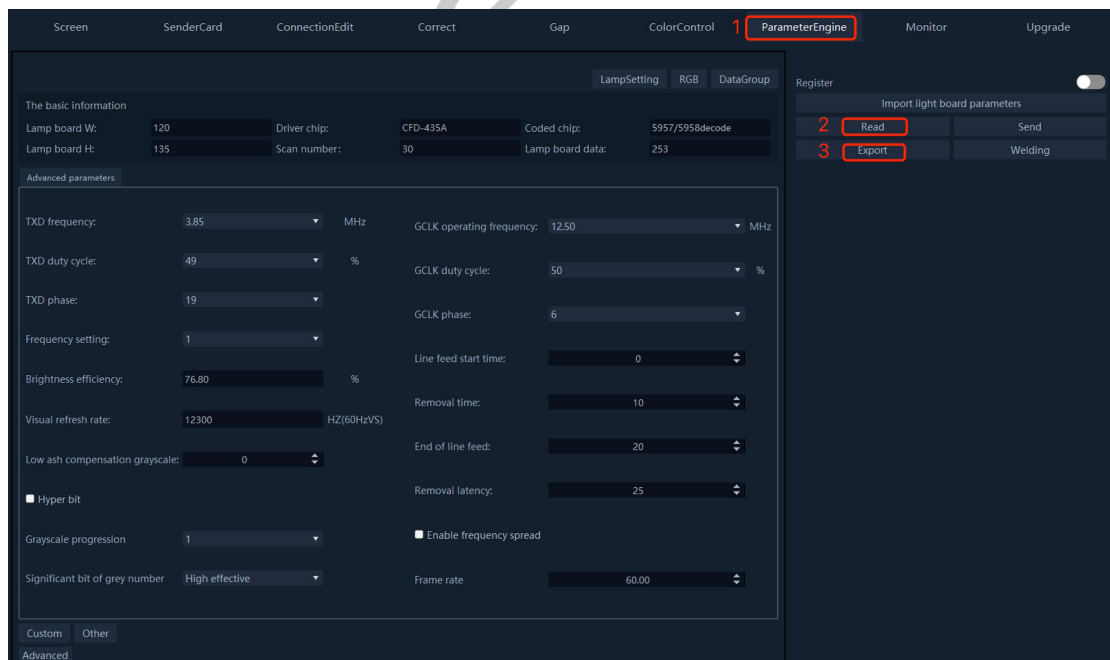 Screen SenderCard ConnectionEdit Correct Gap ColorControl 1 ParameterEngine Monitor Upgrade
LampSetting RGB DataGroup
Register
The basic information
Import light board parameters
Lamp board W: 120 Driver chip: CFD-435A Coded chip: 5957/5958decode
2 Read Send
Lamp board H: 135 Scan number: 30 Lamp board data: 253
3 Export Welding
Advanced parameters
TXD frequency: 3.85 MHz
GCLK operating frequency: 12.50 MHz
TXD duty cycle: 49 %
GCLK duty cycle: 50 %
TXD phase: 19
GCLK phase: 6
Frequency setting: 1
Line feed start time: 0
Brightness efficiency: 76.80 %
Removal time: 10
Visual refresh rate: 12300 HZ(60HzVS)
End of line feed: 20
Low ash compensation grayscale: 0
Removal latency: 25
Hyper bit
Enable frequency spread
Grayscale progression 1
Significant bit of grey number High effective
Frame rate 60.00
Custom Other
Advanced